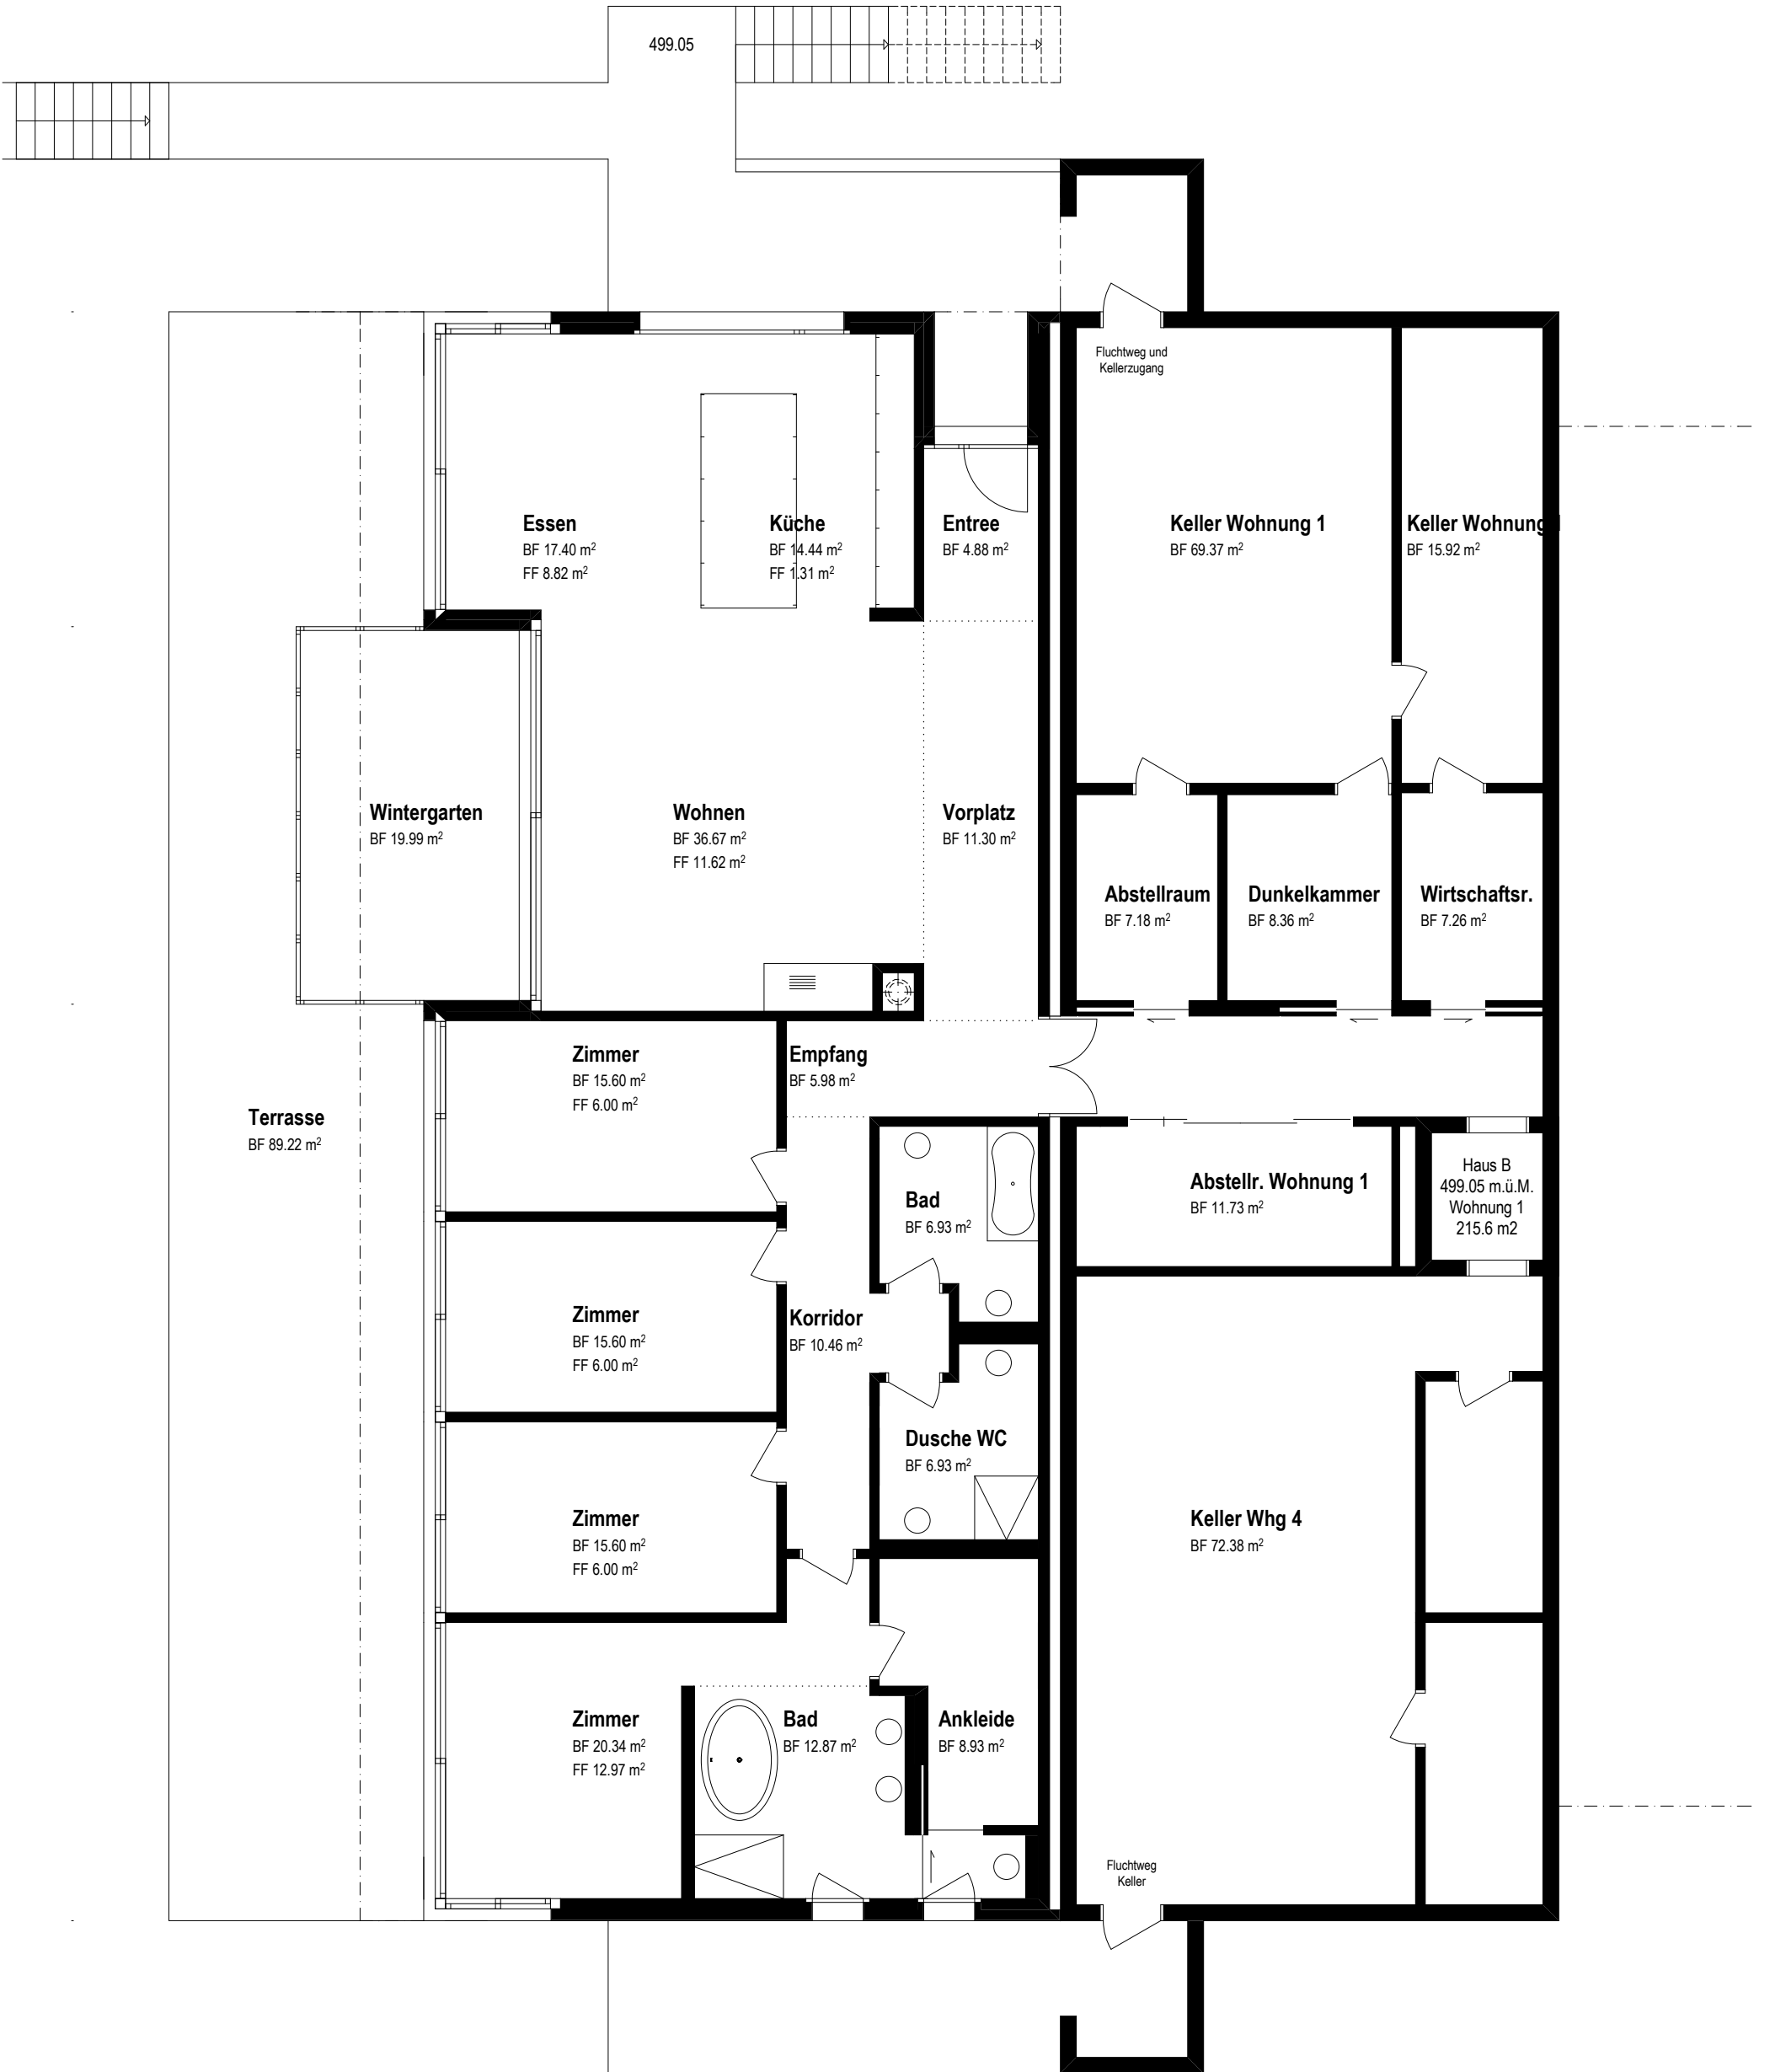 499.05
Fluchtweg und
Kellerzugang
Essen
BF 17.40 m²
FF 8.82 m²
Küche
BF 14.44 m²
FF 1.31 m²
Entree
BF 4.88 m²
Keller Wohnung 1
BF 69.37 m²
Keller Wohnung
BF 15.92 m²
Wintergarten
BF 19.99 m²
Wohnen
BF 36.67 m²
FF 11.62 m²
Vorplatz
BF 11.30 m²
Abstellraum
BF 7.18 m²
Dunkelkammer
BF 8.36 m²
Wirtschaftsr.
BF 7.26 m²
Zimmer
BF 15.60 m²
FF 6.00 m²
Empfang
BF 5.98 m²
Terrasse
BF 89.22 m²
Bad
BF 6.93 m²
Abstellr. Wohnung 1
BF 11.73 m²
Haus B
499.05 m.ü.M.
Wohnung 1
215.6 m2
Zimmer
BF 15.60 m²
FF 6.00 m²
Korridor
BF 10.46 m²
Dusche WC
BF 6.93 m²
Zimmer
BF 15.60 m²
FF 6.00 m²
Keller Whg 4
BF 72.38 m²
Zimmer
BF 20.34 m²
FF 12.97 m²
Bad
BF 12.87 m²
Ankleide
BF 8.93 m²
Fluchtweg
Keller